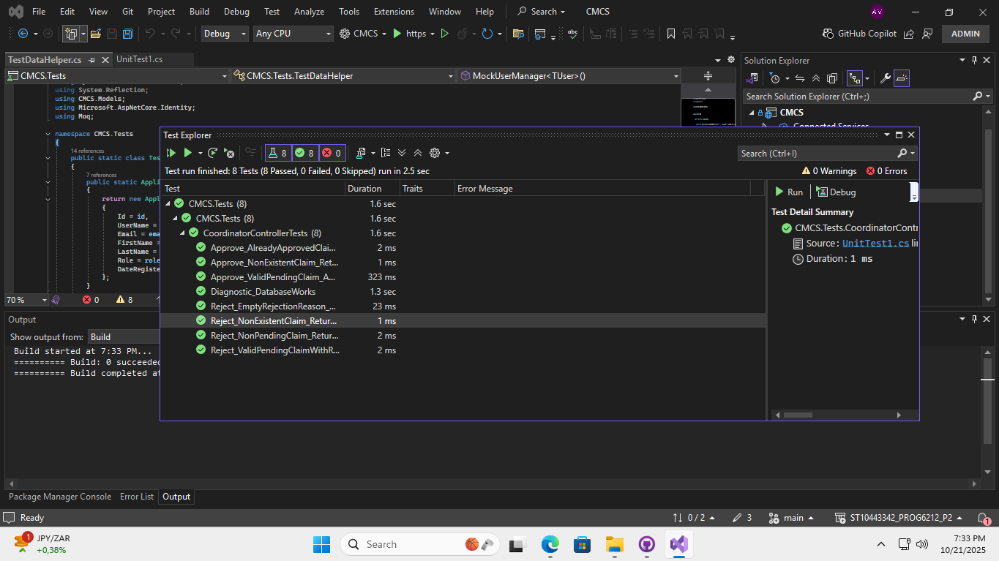 File Edit View Git Project Build Debug Test Analyze Tools Extensions Window Help Search CMCS AV
Debug Any CPU CMCS https GitHub Copilot ADMIN
TestDataHelper.cs UnitTest1.cs
CMCS.Tests CMCS.Tests.TestDataHelper MockUserManager<TUser>()
using System.Reflection;
using CMCS.Models;
using Microsoft.AspNetCore.Identity;
using Moq;
namespace CMCS.Tests
{
14 references
public static class Tes
{
7 references
public static Appli
{
return new Appl
{
Id = id,
UserName =
Email = ema
FirstName =
LastName =
Role = role
DateRegiste
};
}
70 % 0 8
Solution Explorer
Search Solution Explorer (Ctrl+;)
CMCS
Connected Services
Test Explorer
8 8 0
Search (Ctrl+I)
Test run finished: 8 Tests (8 Passed, 0 Failed, 0 Skipped) run in 2.5 sec
0 Warnings 0 Errors
Test Duration Traits Error Message
CMCS.Tests (8) 1.6 sec
CMCS.Tests (8) 1.6 sec
CoordinatorControllerTests (8) 1.6 sec
Approve_AlreadyApprovedClai... 2 ms
Approve_NonExistentClaim_Ret... 1 ms
Approve_ValidPendingClaim_A... 323 ms
Diagnostic_DatabaseWorks 1.3 sec
Reject_EmptyRejectionReason_... 23 ms
Reject_NonExistentClaim_Retur... 1 ms
Reject_NonPendingClaim_Retur... 2 ms
Reject_ValidPendingClaimWithR... 2 ms
Run Debug
Test Detail Summary
CMCS.Tests.CoordinatorContr
Source: UnitTest1.cs lin
Duration: 1 ms
Output
Show output from: Build
Build started at 7:33 PM...
========== Build: 0 succeeded
========== Build completed at
Package Manager Console Error List Output
Ready 0 / 2 3 main ST10443342_PROG6212_P2 1
1 JPY/ZAR
+0,38%
Search
7:33 PM
10/21/2025